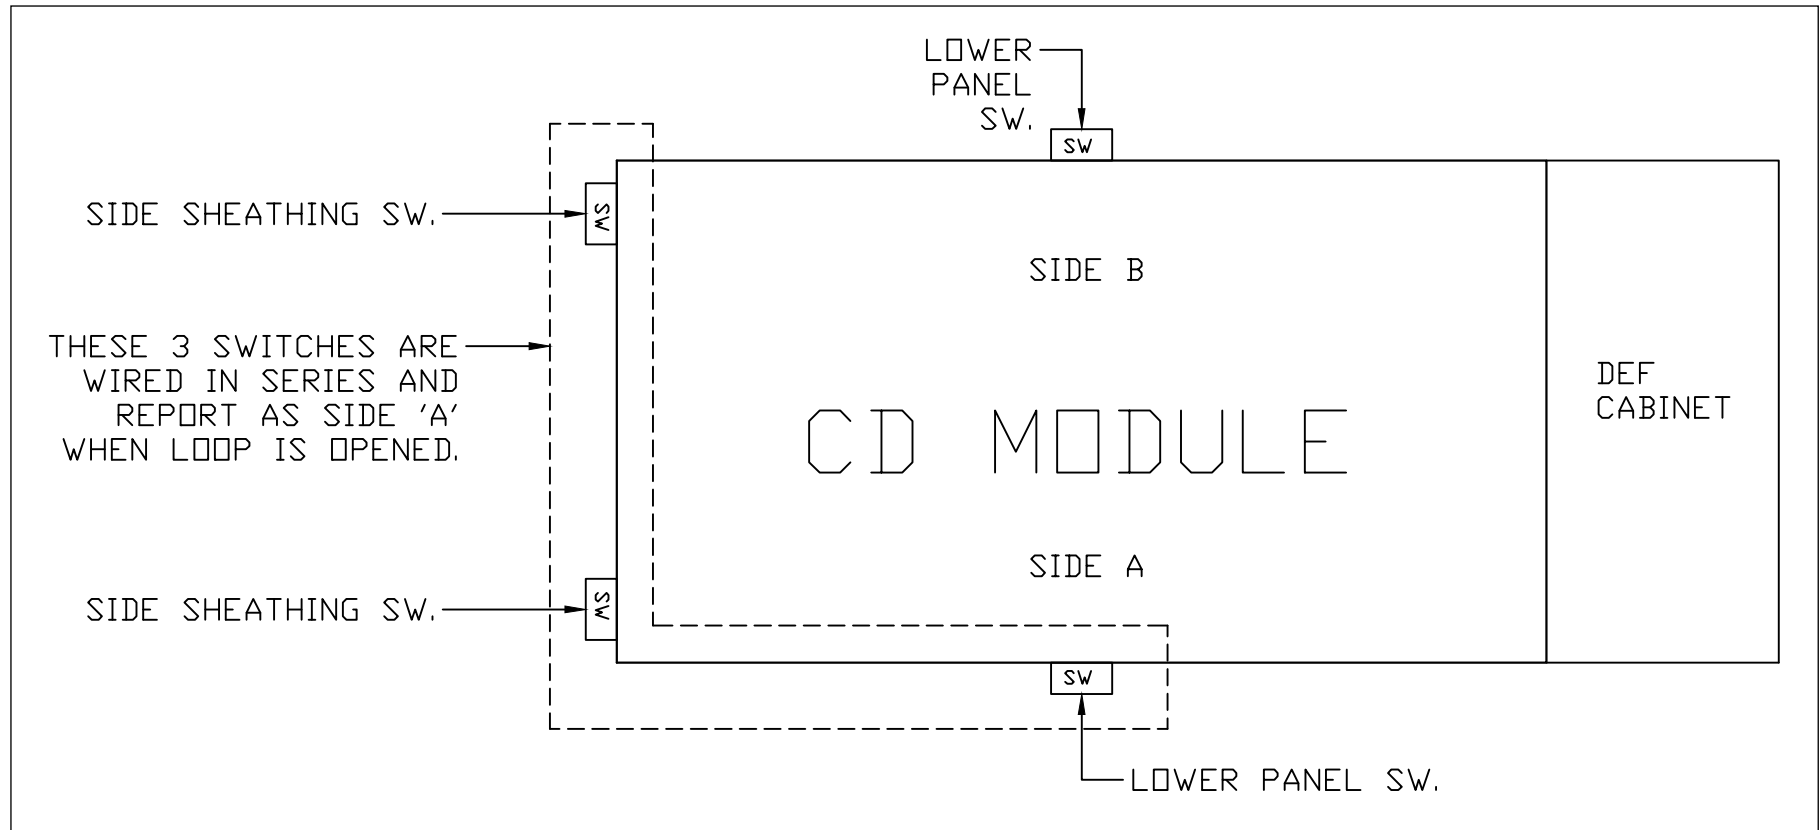 LOWER
PANEL
SW.
SW
SIDE SHEATHING SW.
SW
SIDE B
THESE 3 SWITCHES ARE
WIRED IN SERIES AND
REPORT AS SIDE 'A'
WHEN LOOP IS OPENED.
DEF
CABINET
CD MODULE
SIDE A
SIDE SHEATHING SW.
SW
SW
LOWER PANEL SW.